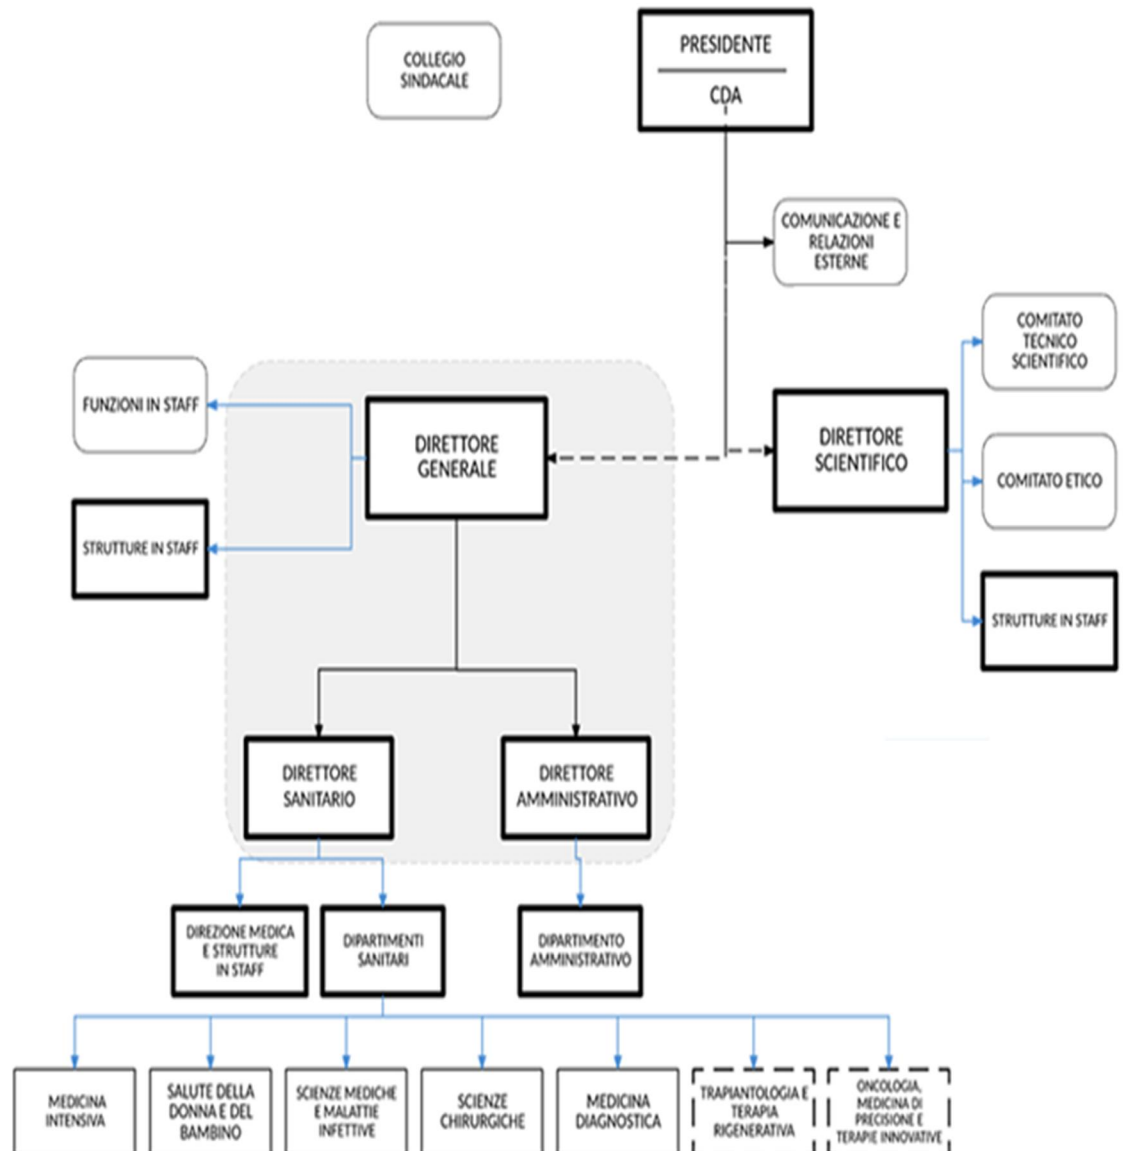 COLLEGIO
SINDACALE
PRESIDENTE
CDA
COMUNICAZIONE E
RELAZIONI
ESTERNE
COMITATO
TECNICO
SCIENTIFICO
FUNZIONI IN STAFF
DIRETTORE
GENERALE
DIRETTORE
SCIENTIFICO
COMITATO ETICO
STRUTTURE IN STAFF
STRUTTURE IN STAFF
DIRETTORE
SANITARIO
DIRETTORE
AMMINISTRATIVO
DIREZIONE MEDICA
E STRUTTURE
IN STAFF
DIPARTIMENTI
SANITARI
DIPARTIMENTO
AMMINISTRATIVO
MEDICINA
INTENSIVA
SALUTE DELLA
DONNA E DEL
BAMBINO
SCIENZE MEDICHE
E MALATTIE
INFETTIVE
SCIENZE
CHIRURGICHE
MEDICINA
DIAGNOSTICA
TRAPIANTOLOGIA E
TERAPIA
RIGENERATIVA
ONCOLOGIA,
MEDICINA DI
PRECISIONE E
TERAPIE INNOVATIVE